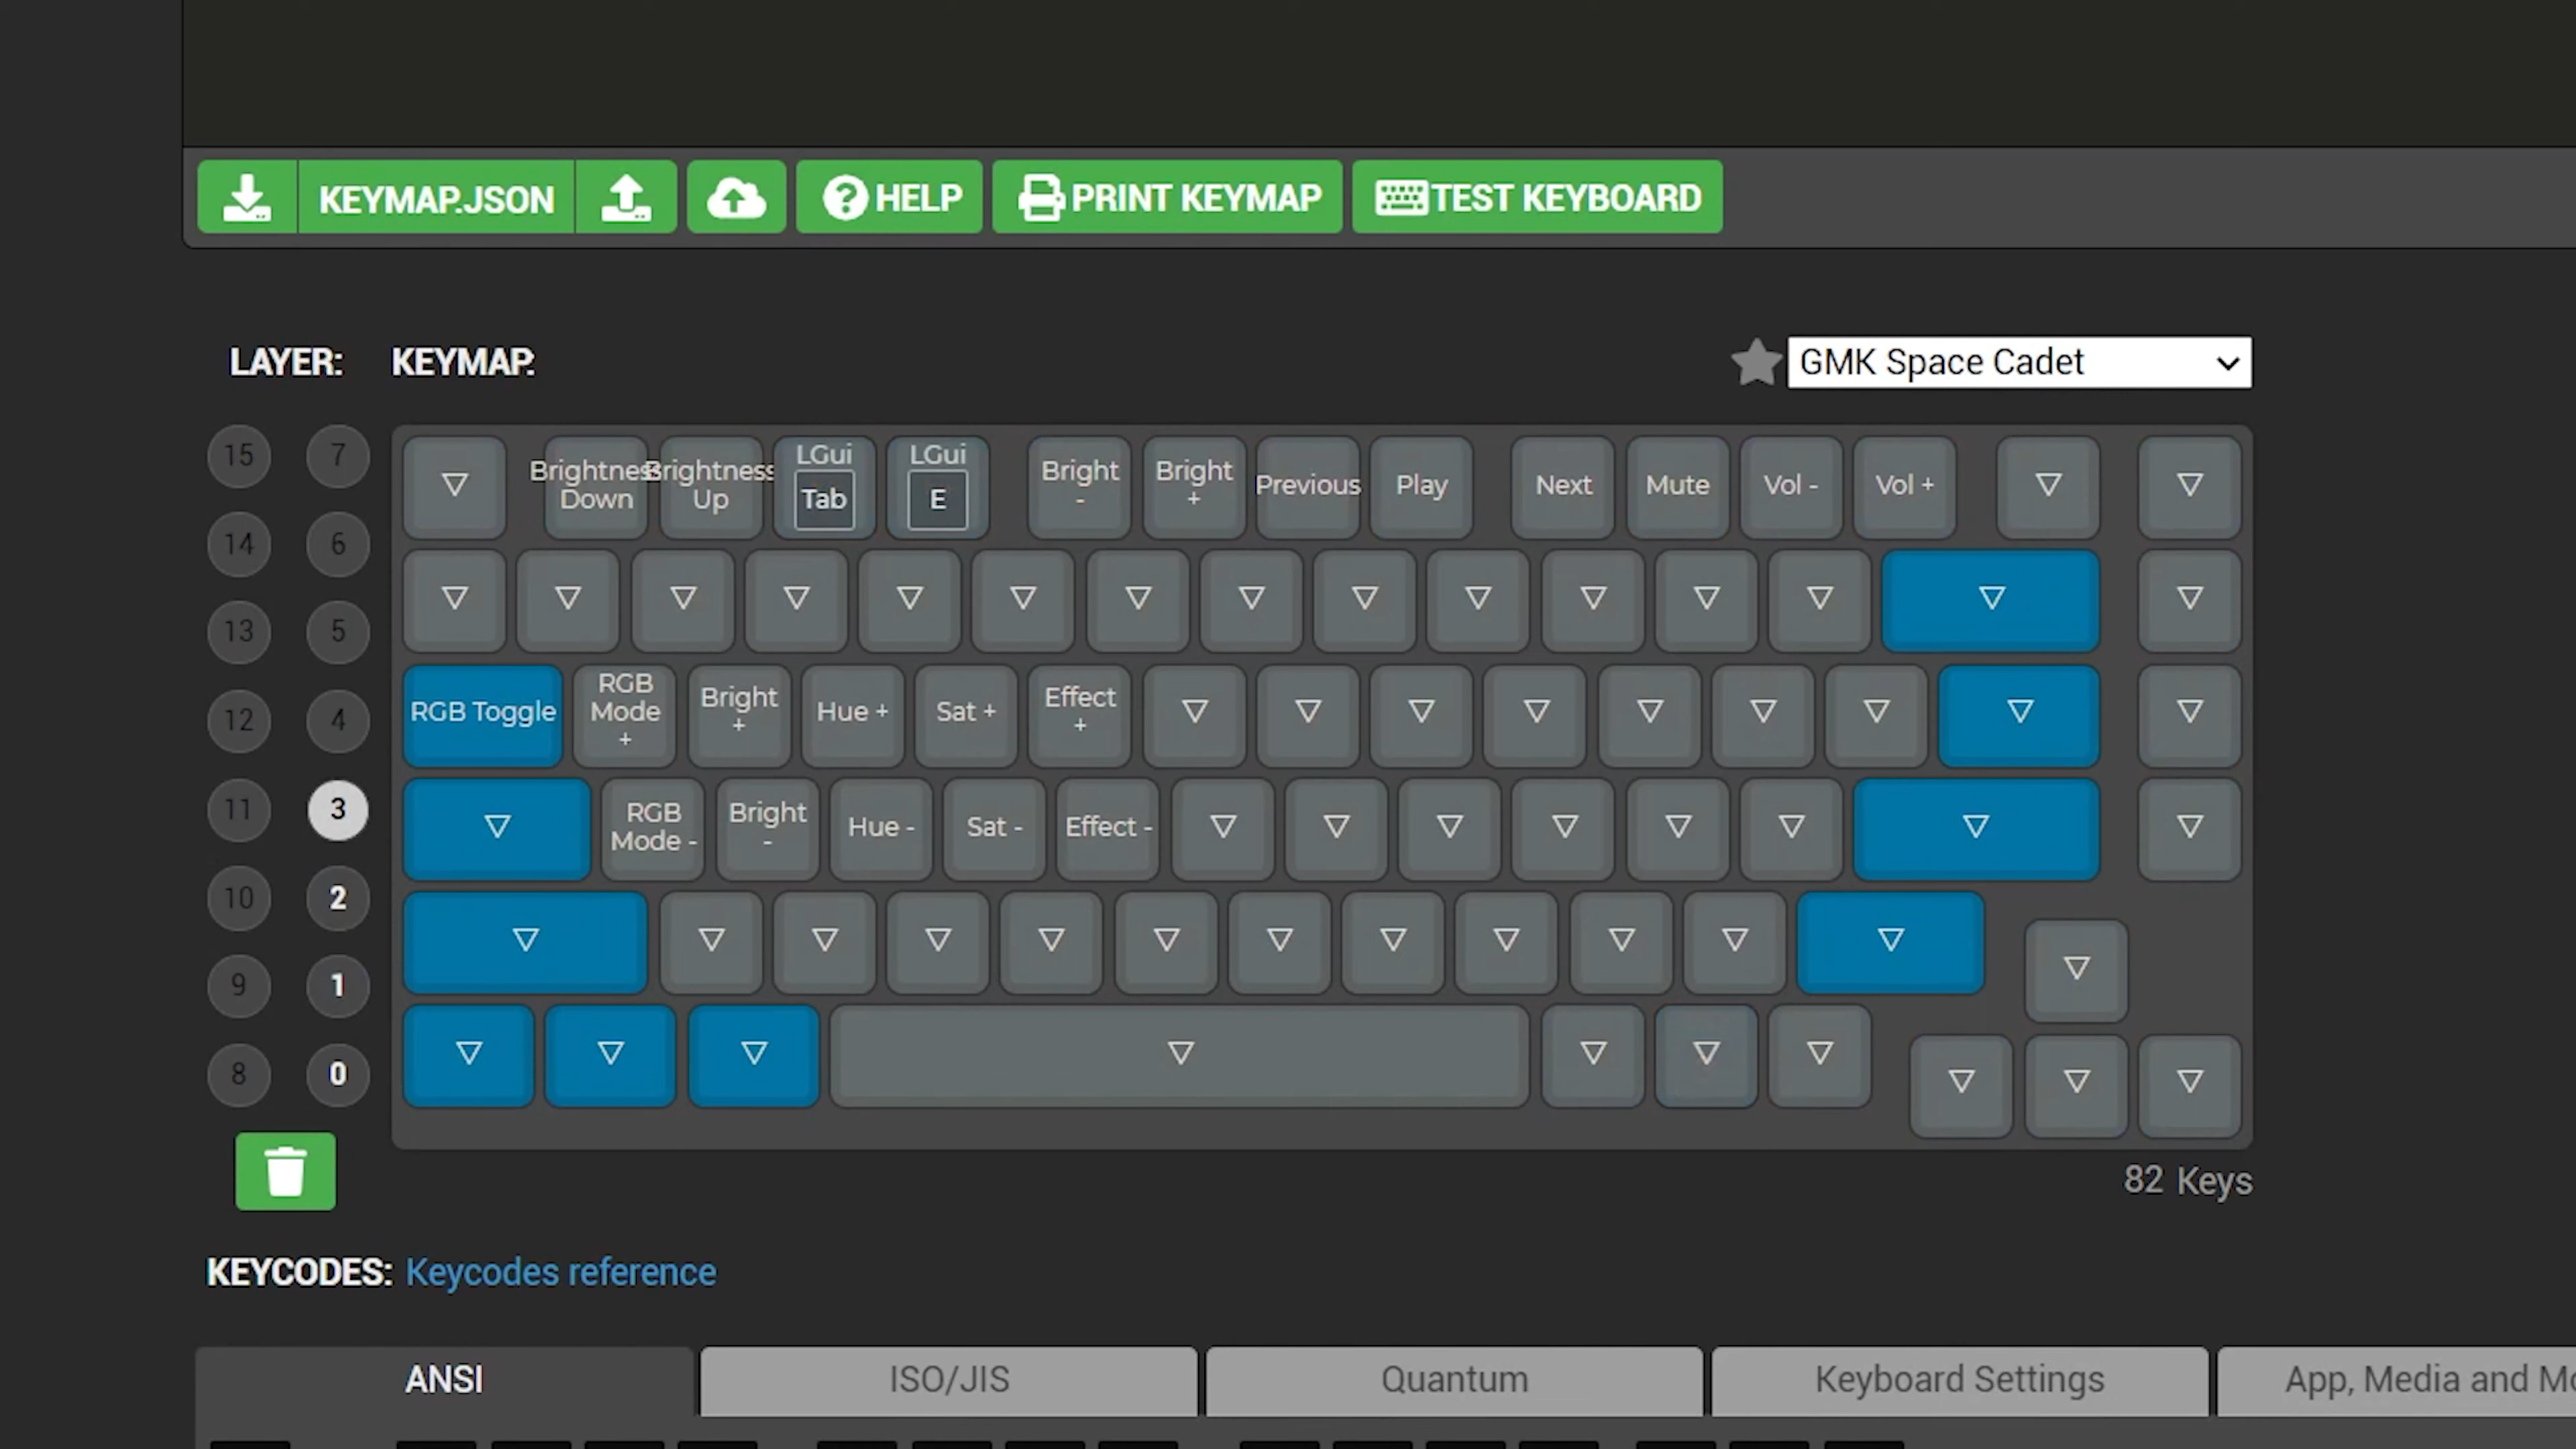 KEYMAP.JSON HELP PRINT KEYMAP TEST KEYBOARD
LAYER: KEYMAP: GMK Space Cadet
15 7
14 6
13 5
12 4
11 3
10 2
9 1
8 0
Brightness Down
Brightness Up
LGui Tab
LGui E
Bright -
Bright +
Previous
Play
Next
Mute
Vol -
Vol +
RGB Toggle
RGB Mode +
Bright +
Hue +
Sat +
Effect +
RGB Mode -
Bright -
Hue -
Sat -
Effect -
82 Keys
KEYCODES: Keycodes reference
ANSI ISO/JIS Quantum Keyboard Settings App, Media and